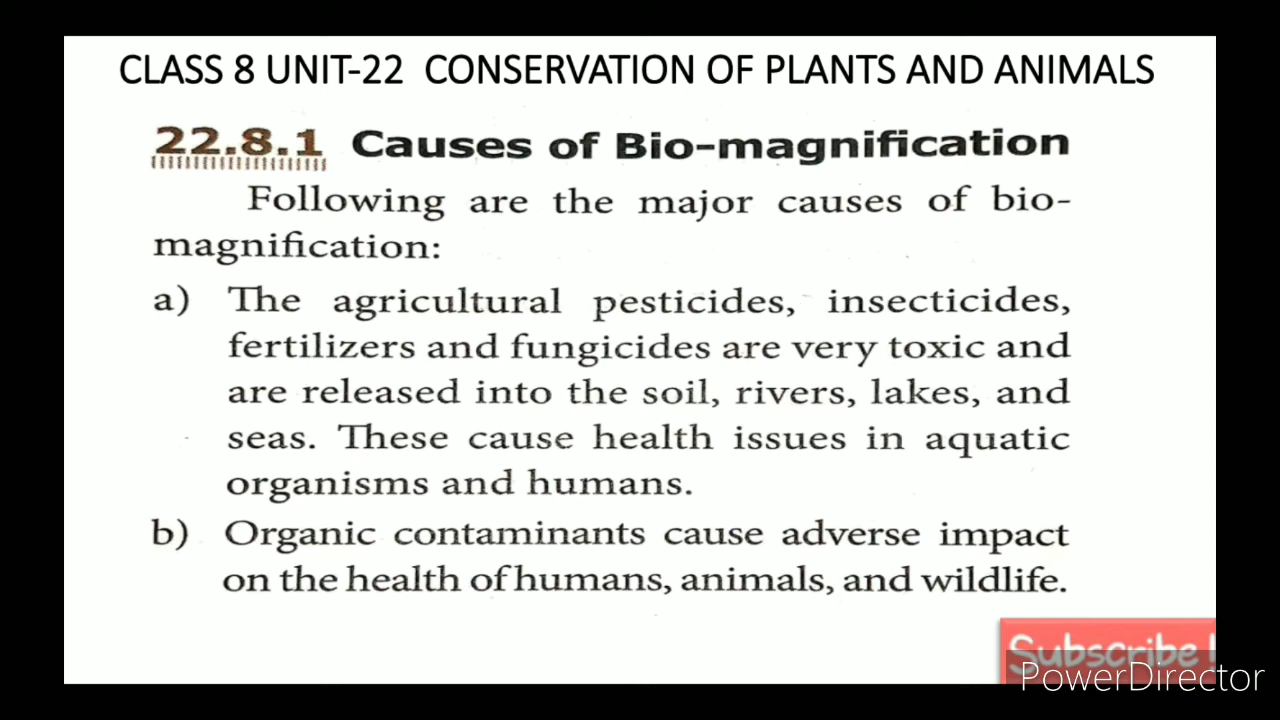 CLASS 8 UNIT-22 CONSERVATION OF PLANTS AND ANIMALS
22.8.1 Causes of Bio-magnification
Following are the major causes of bio-
magnification:
a) The agricultural pesticides, insecticides,
fertilizers and fungicides are very toxic and
are released into the soil, rivers, lakes, and
seas. These cause health issues in aquatic
organisms and humans.
b) Organic contaminants cause adverse impact
on the health of humans, animals, and wildlife.
Subscribe !
PowerDirector